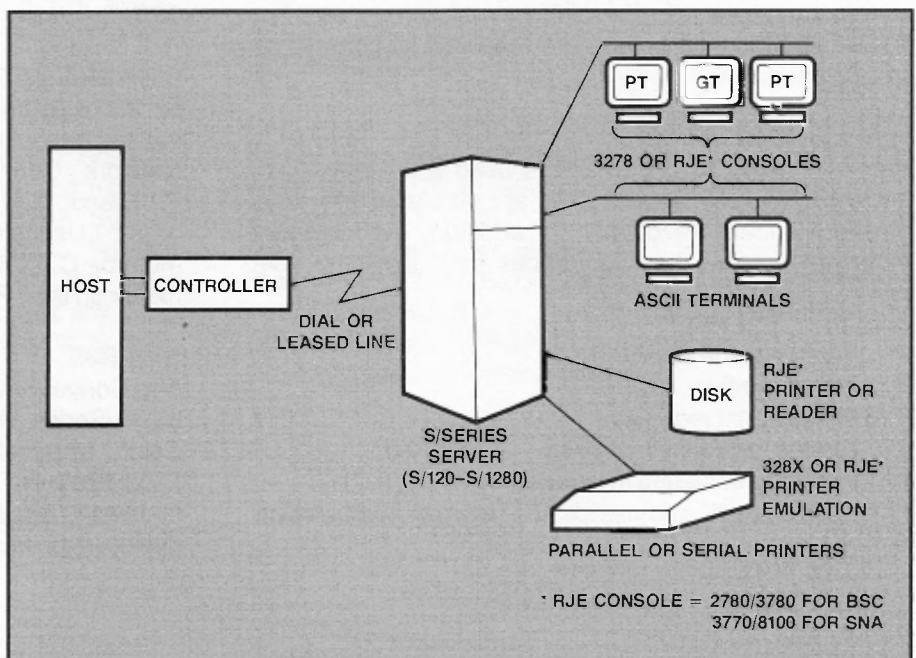 PT GT PT
3278 OR RJE* CONSOLES
HOST
CONTROLLER
DIAL OR
LEASED LINE
ASCII TERMINALS
DISK
RJE*
PRINTER OR
READER
S/SERIES
SERVER
(S/120–S/1280)
328X OR RJE*
PRINTER
EMULATION
PARALLEL OR SERIAL PRINTERS
* RJE CONSOLE = 2780/3780 FOR BSC
3770/8100 FOR SNA